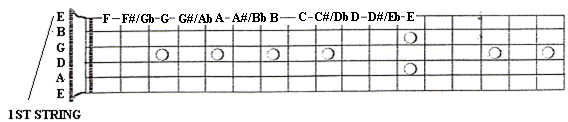 E F F#/Gb G G#/Ab A A#/Bb B C C#/Db D D#/Eb E
B
G
D
A
E
1ST STRING